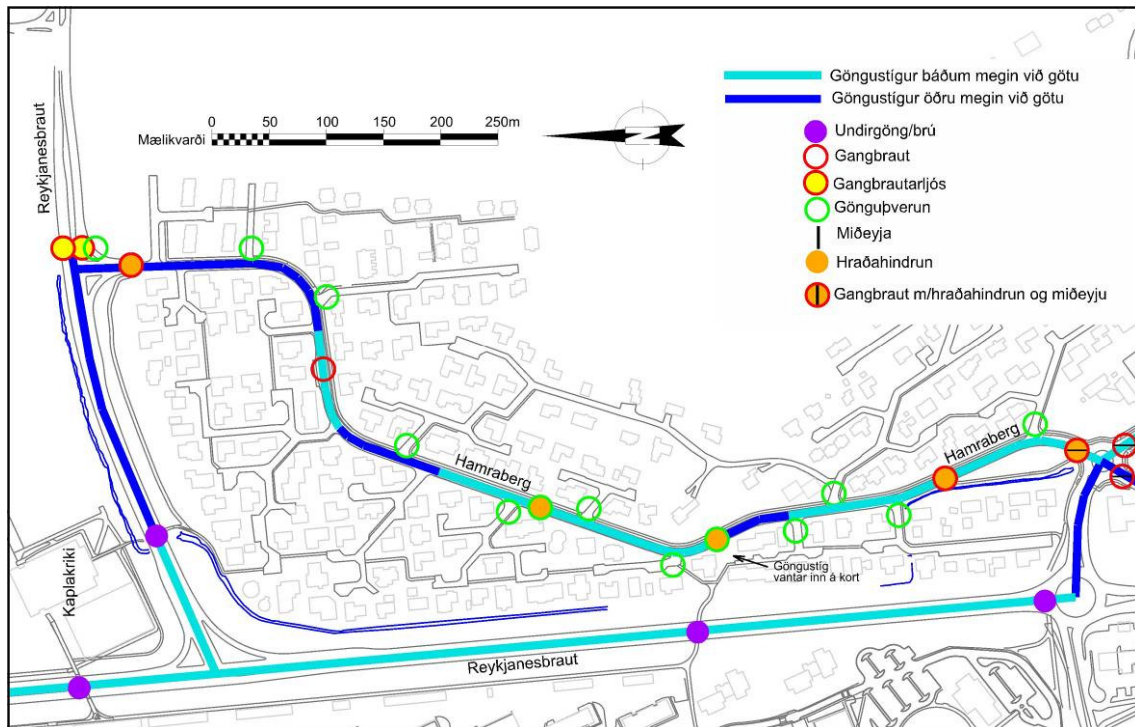 Göngustígur báðum megin við götu
Göngustígur öðru megin við götu
Undirgöng/brú
Gangbraut
Gangbrautarljós
Gönguþverun
Miðeyja
Hraðahindrun
Gangbraut m/hraðahindrun og miðeyju
0 50 100 150 200 250m
Mælikvarði
Reykjanesbraut
Hamraberg
Hamraberg
Göngustíg
vantar inn á kort
Kaplakriki
Reykjanesbraut